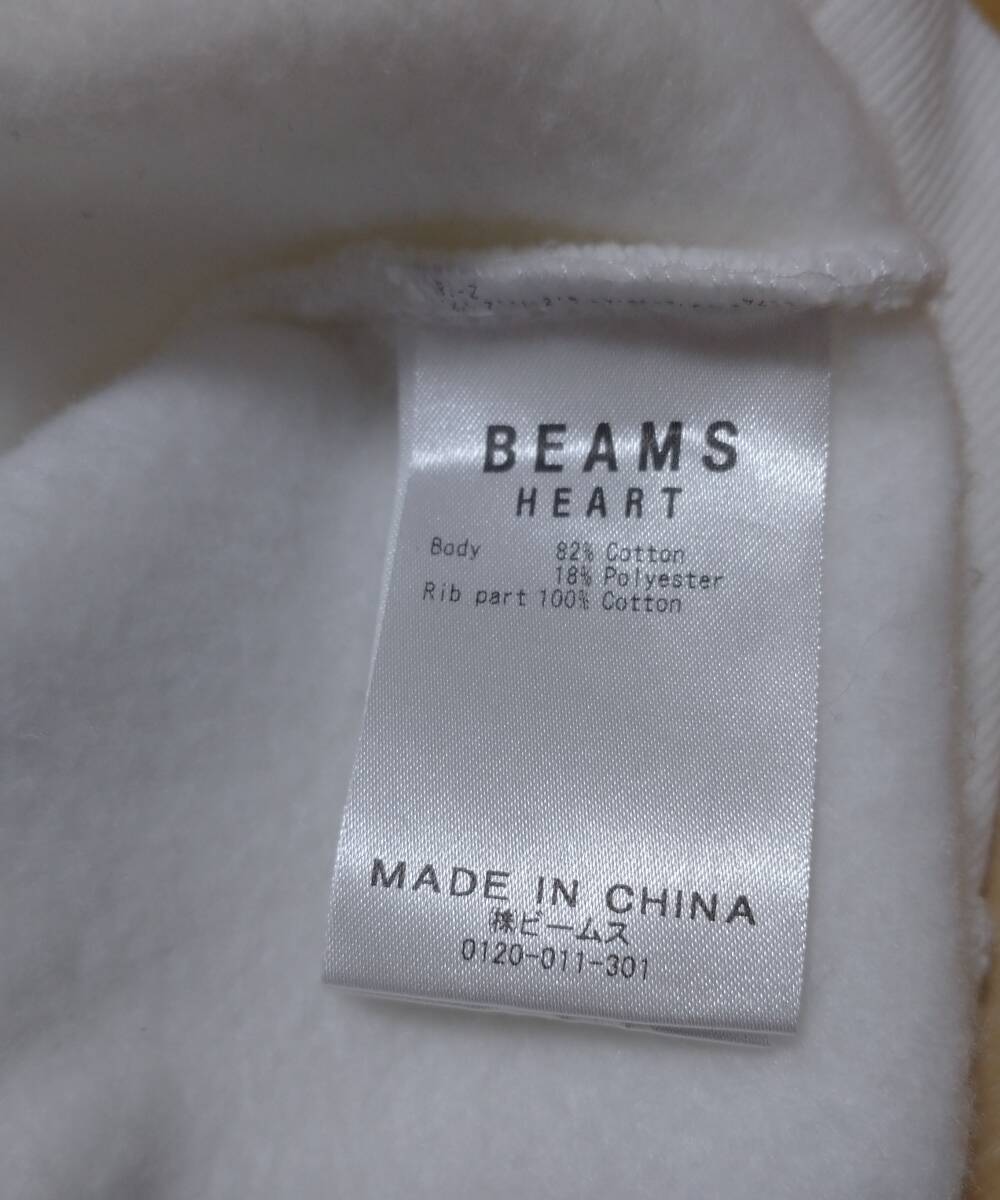 BEAMS
HEART
Body 82% Cotton
18% Polyester
Rib part 100% Cotton
MADE IN CHINA
㈱ビームス
0120-011-301